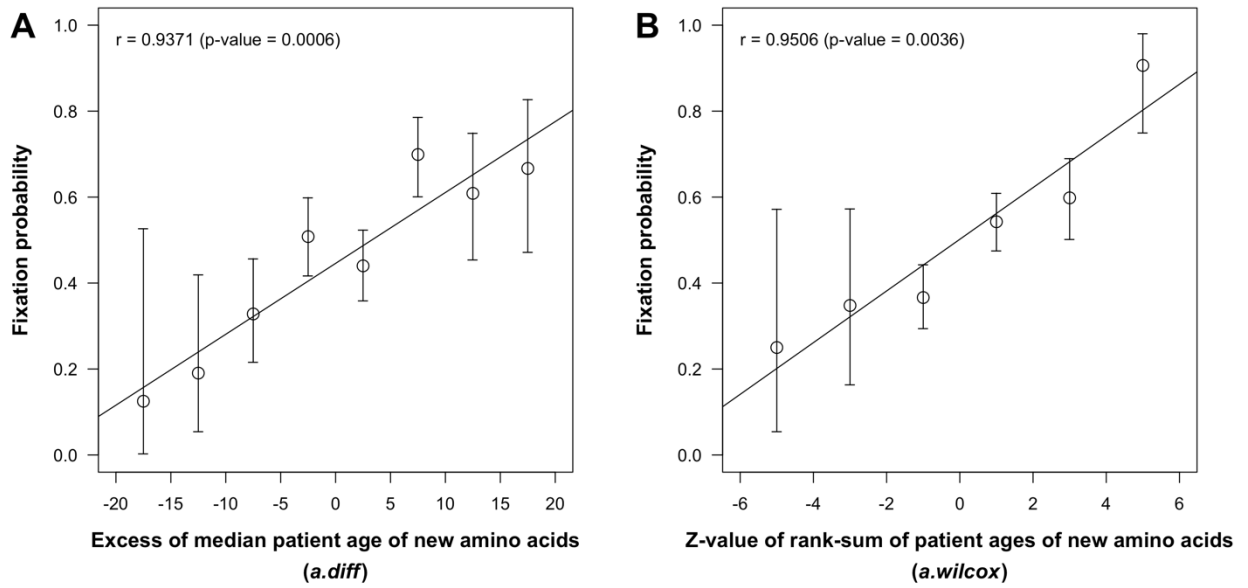 A
r = 0.9371 (p-value = 0.0006)
Fixation probability
1.0
0.8
0.6
0.4
0.2
0.0
-20 -15 -10 -5 0 5 10 15 20
Excess of median patient age of new amino acids
(a.diff)
B
r = 0.9506 (p-value = 0.0036)
Fixation probability
1.0
0.8
0.6
0.4
0.2
0.0
-6 -4 -2 0 2 4 6
Z-value of rank-sum of patient ages of new amino acids
(a.wilcox)